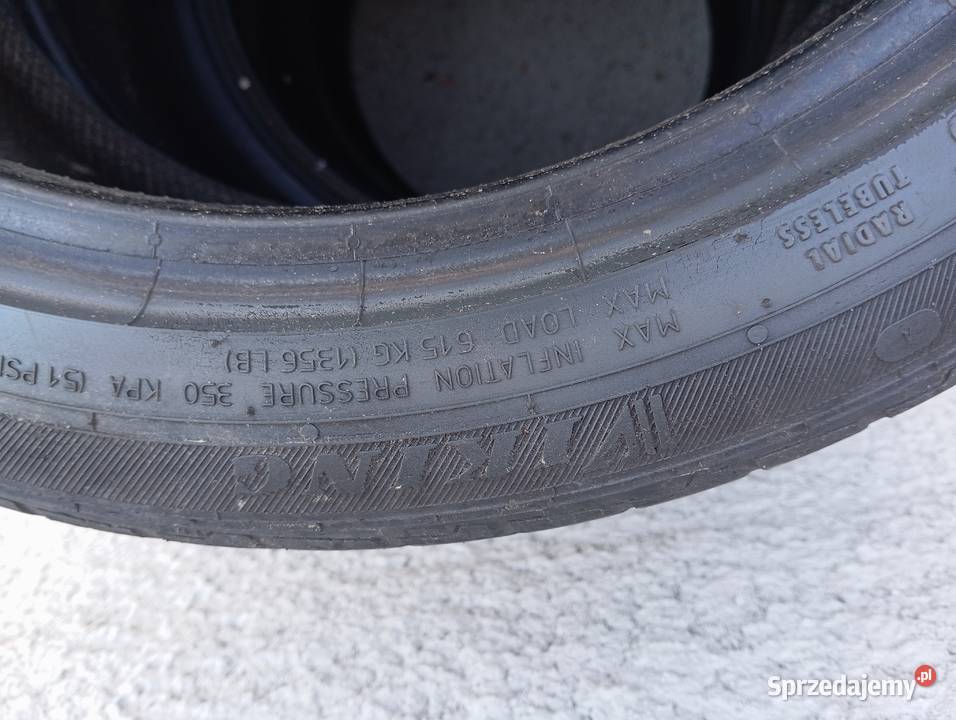 RADIAL
TUBELESS
MAX LOAD 615 KG (1356 LB)
MAX INFLATION PRESSURE 350 KPA (51 PSI
VIKING
A
Sprzedajemy.pl